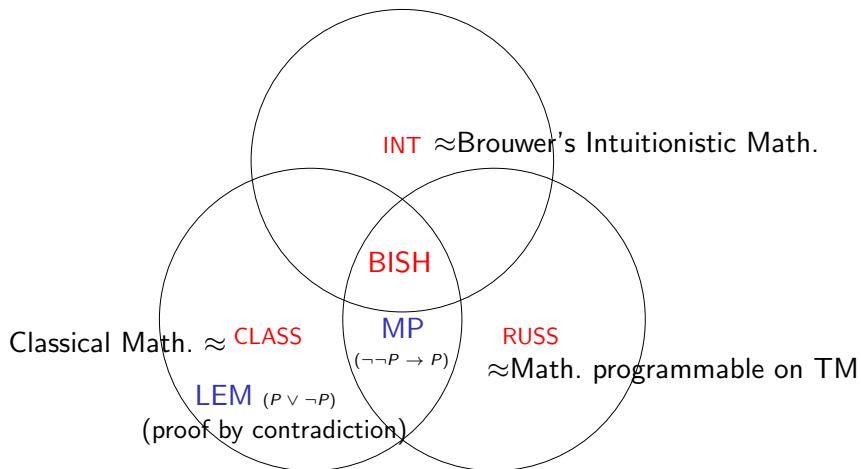 INT ≈Brouwer's Intuitionistic Math.
BISH
Classical Math. ≈ CLASS
MP
(¬¬P → P)
RUSS
≈Math. programmable on TM
LEM (P ∨ ¬P)
(proof by contradiction)